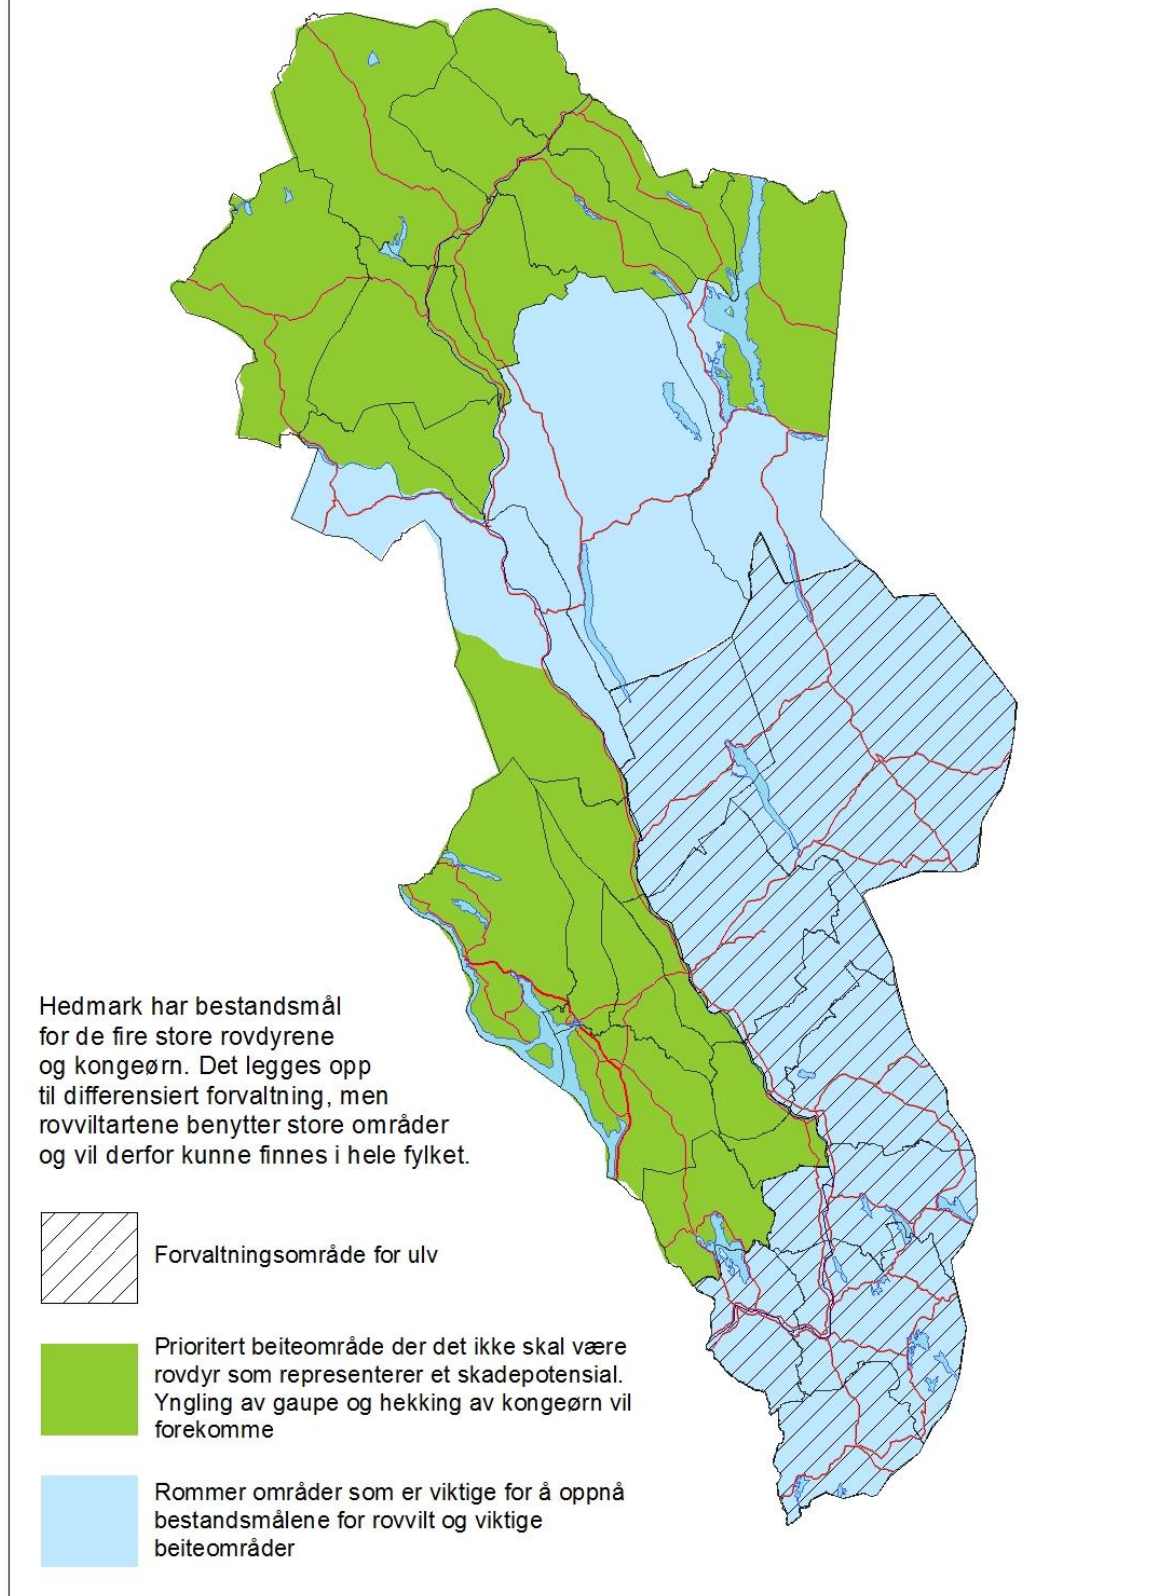 Hedmark har bestandsmål
for de fire store rovdyrene
og kongeørn. Det legges opp
til differensiert forvaltning, men
rovviltartene benytter store områder
og vil derfor kunne finnes i hele fylket.
Forvaltningsområde for ulv
Prioritert beiteområde der det ikke skal være
rovdyr som representerer et skadepotensial.
Yngling av gaupe og hekking av kongeørn vil
forekomme
Rommer områder som er viktige for å oppnå
bestandsmålene for rovvilt og viktige
beiteområder